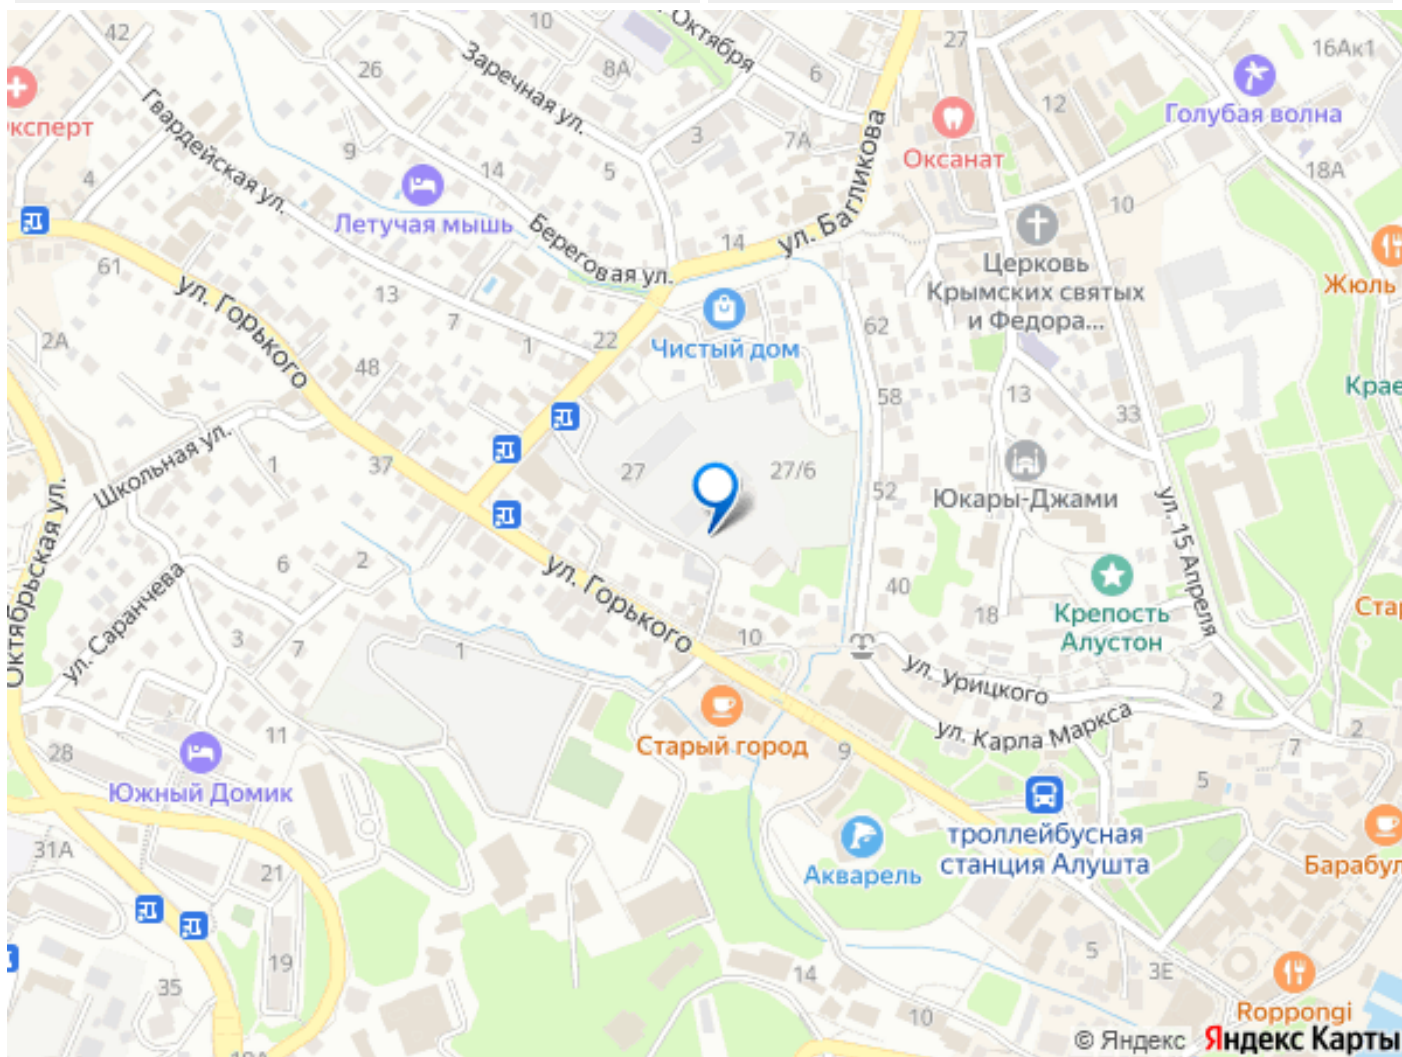 42
10
Октября
27
16Ак1
26
Заречная ул.
8А
6
12
Голубая волна
Эксперт
Гвардейская ул.
9
14
3
7А
ул. Багликова
Оксанат
4
5
18А
Летучая мышь
Береговая ул.
14
10
61
ул. Горького
13
7
1
22
Церковь
Крымских святых
и Федора...
Жюль
2А
48
Чистый дом
62
Крае
58
13
33
Школьная ул.
1
37
27
27/6
52
Юкары-Джами
ул. 15 Апреля
Октябрьская ул.
6
2
ул. Горького
40
18
Крепость
Алустон
Стар
ул. Саранчева
3
7
1
10
ул. Урицкого
2
2
ул. Карла Маркса
28
11
Старый город
9
7
Южный Домик
5
31А
21
Акварель
троллейбусная
станция Алушта
Барабул
19
35
14
5
3Е
10
Roppongi
© Яндекс Яндекс Карты